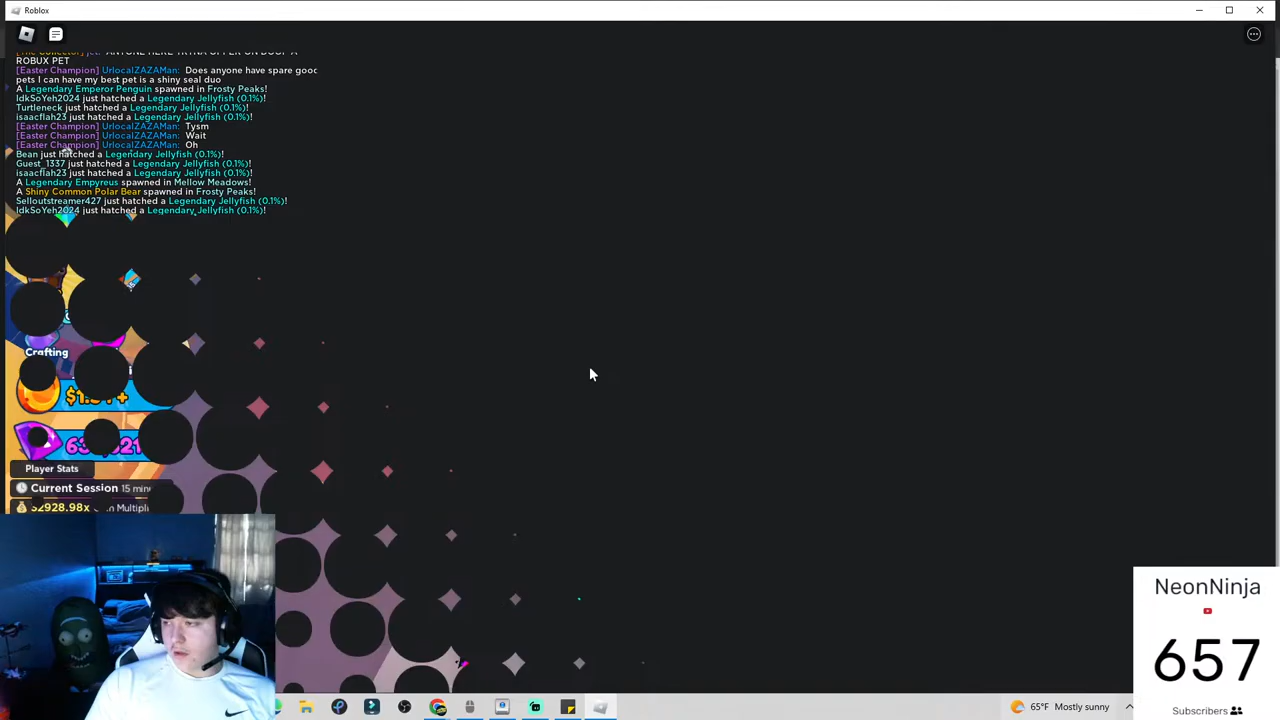 Roblox
ROBUX PET
[Easter Champion] UrlocalZAZAMan: Does anyone have spare good
pets I can have my best pet is a shiny seal duo
A Legendary Emperor Penguin spawned in Frosty Peaks!
IdkSoYeh2024 just hatched a Legendary Jellyfish (0.1%)!
Turtleneck just hatched a Legendary Jellyfish (0.1%)!
isaacflah23 just hatched a Legendary Jellyfish (0.1%)!
[Easter Champion] UrlocalZAZAMan: Tysm
[Easter Champion] UrlocalZAZAMan: Wait
[Easter Champion] UrlocalZAZAMan: Oh
Bean just hatched a Legendary Jellyfish (0.1%)!
Guest_1337 just hatched a Legendary Jellyfish (0.1%)!
isaacflah23 just hatched a Legendary Jellyfish (0.1%)!
A Legendary Empyreus spawned in Mellow Meadows!
A Shiny Common Polar Bear spawned in Frosty Peaks!
Selloutstreamer427 just hatched a Legendary Jellyfish (0.1%)!
IdkSoYeh2024 just hatched a Legendary Jellyfish (0.1%)!
Crafting
Player Stats
Current Session 15
$2928.98x
NeonNinja
657
Subscribers
65°F Mostly sunny